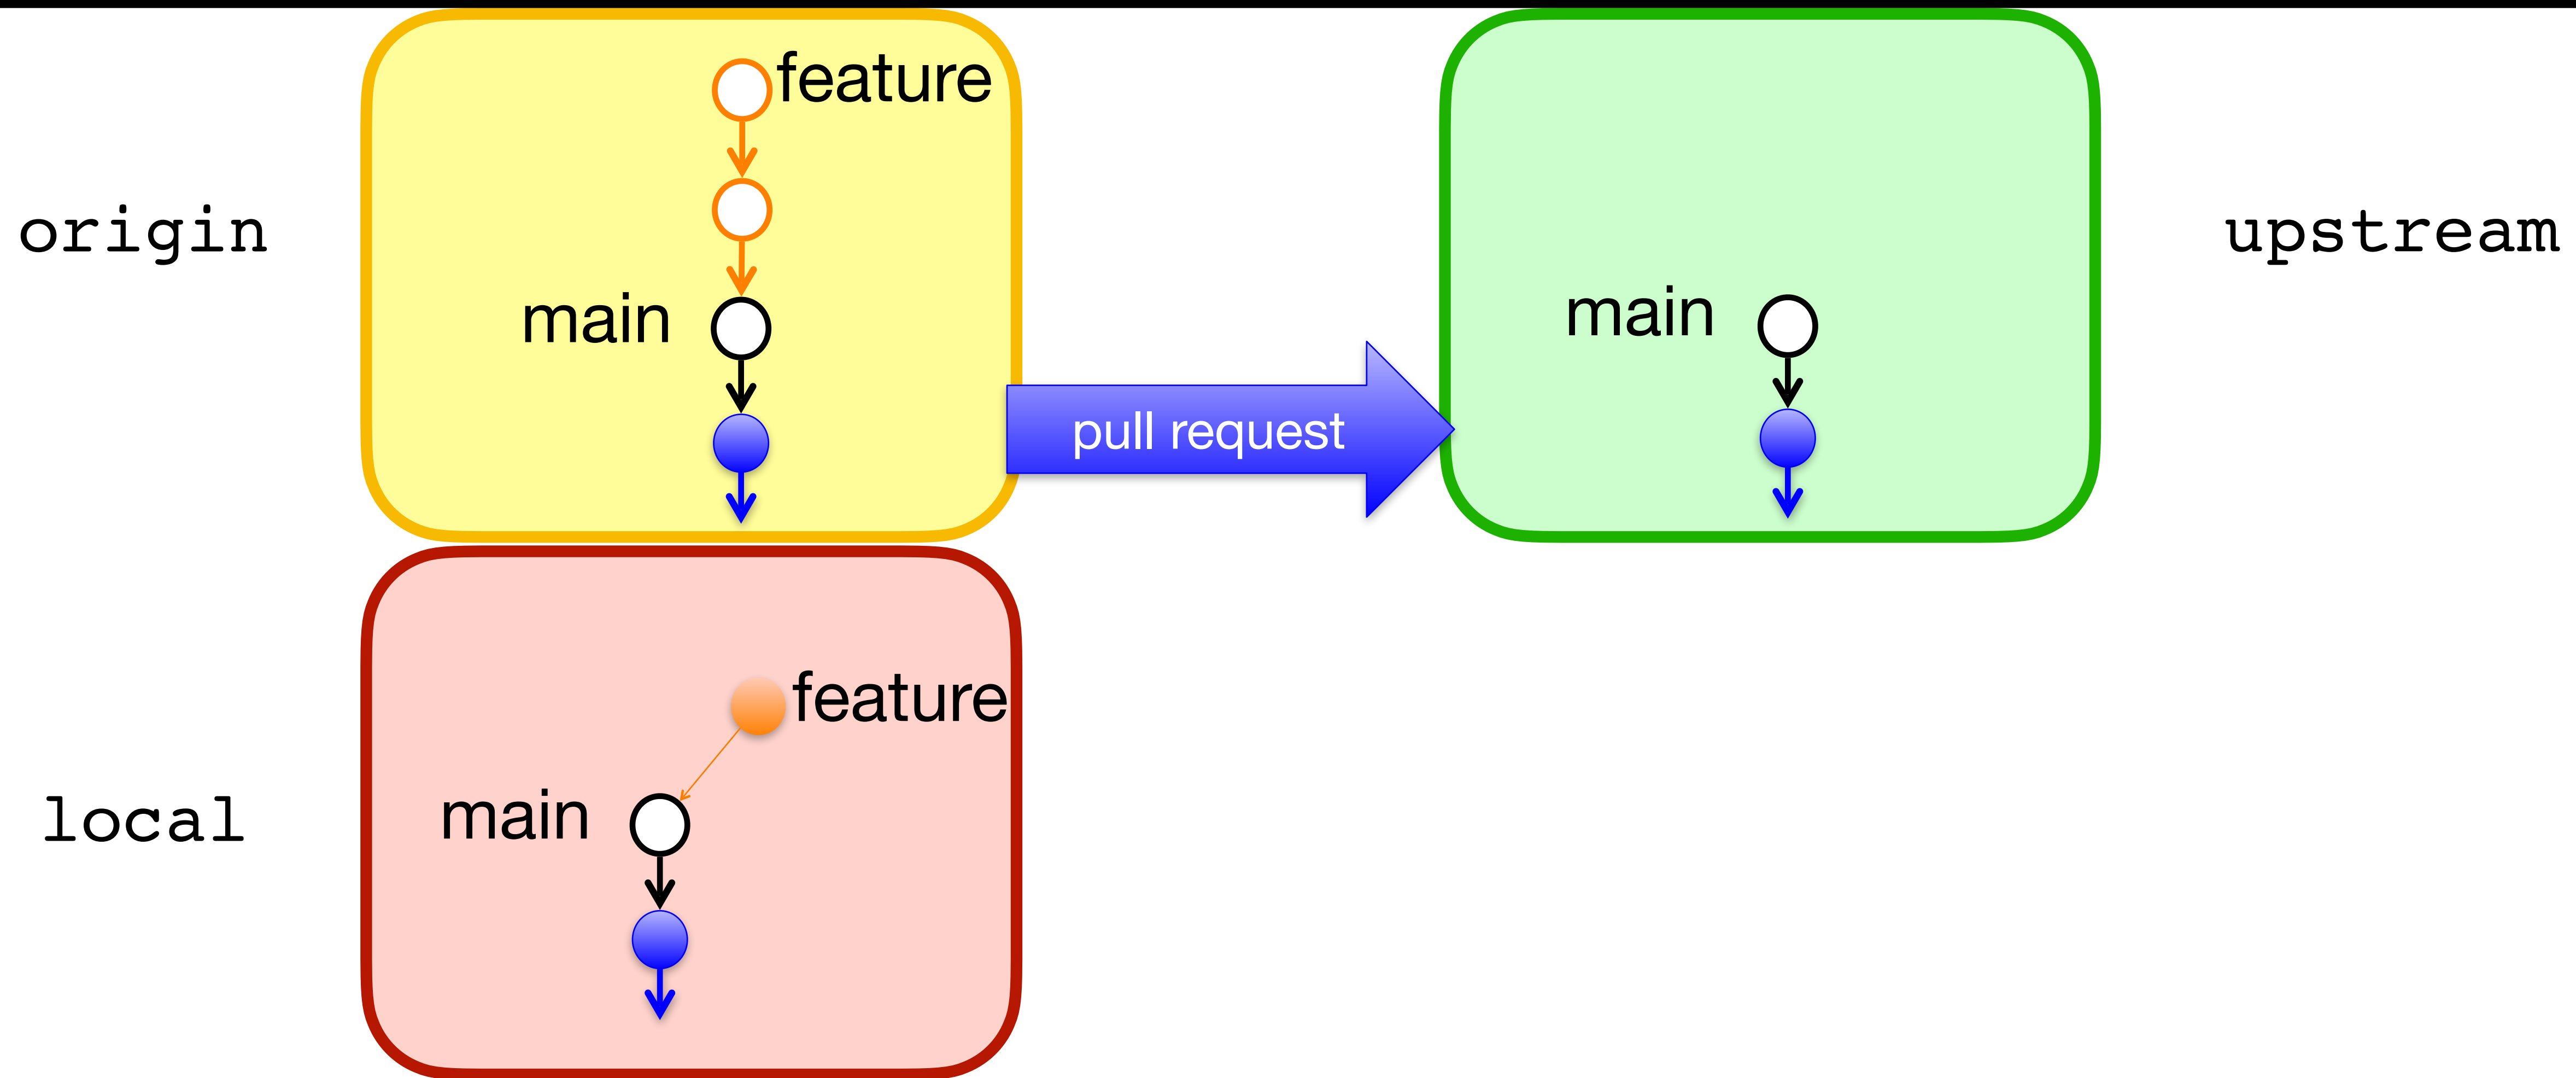 feature
origin
main
pull request
main
upstream
feature
main
local